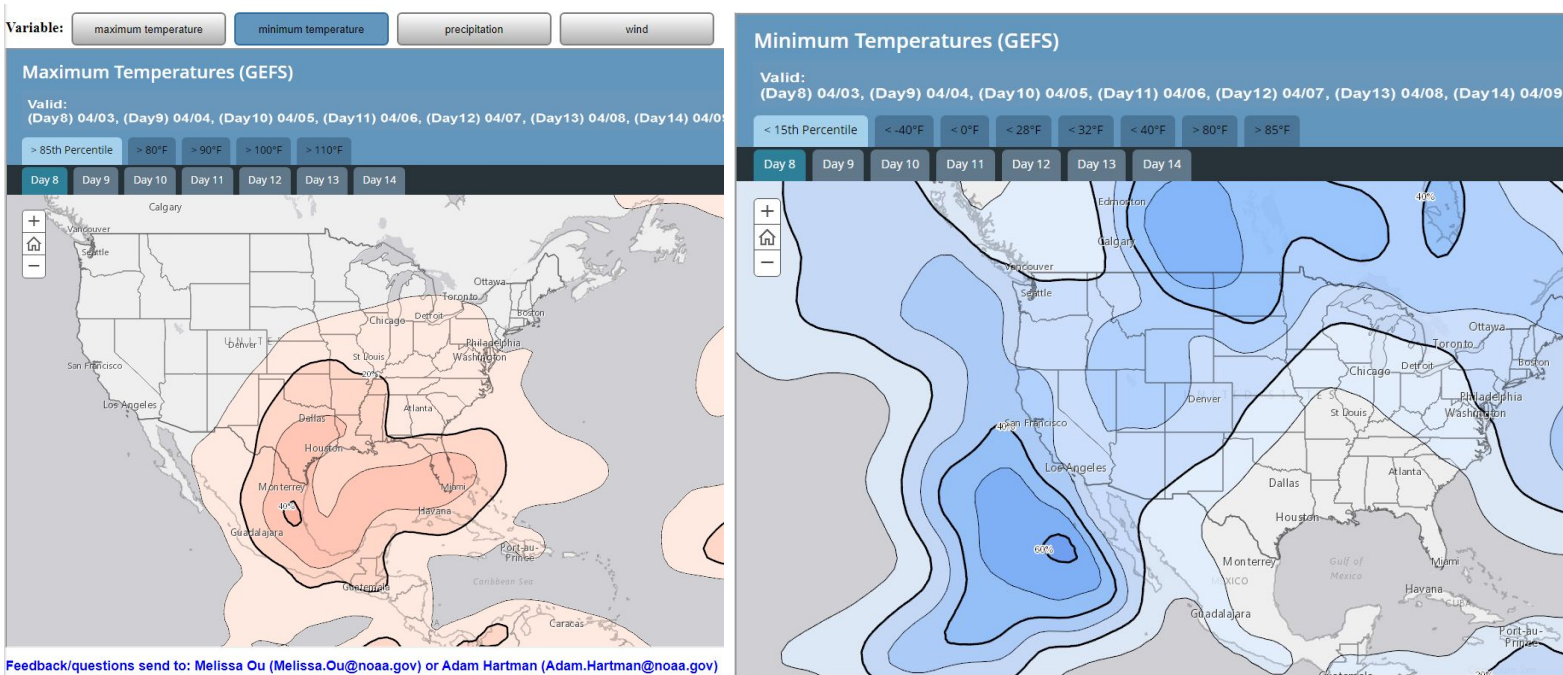 Variable:
maximum temperature
minimum temperature
precipitation
wind
Maximum Temperatures (GEFS)
Valid:
(Day8) 04/03, (Day9) 04/04, (Day10) 04/05, (Day11) 04/06, (Day12) 04/07, (Day13) 04/08, (Day14) 04/09
> 85th Percentile
> 80°F
> 90°F
> 100°F
> 110°F
Day 8
Day 9
Day 10
Day 11
Day 12
Day 13
Day 14
+
−
Calgary
Vancouver
Seattle
Ottawa
Toronto
Boston
Chicago
Detroit
UNITE
Denver
Philadelphia
Washington
St Louis
San Francisco
20%
Los Angeles
Atlanta
Dallas
Houston
Monterrey
Miami
40%
Havana
Guadalajara
Port-au-
Prince
Caribbean Sea
Guatemala
Caracas
Feedback/questions send to: Melissa Ou (Melissa.Ou@noaa.gov) or Adam Hartman (Adam.Hartman@noaa.gov)
Minimum Temperatures (GEFS)
Valid:
(Day8) 04/03, (Day9) 04/04, (Day10) 04/05, (Day11) 04/06, (Day12) 04/07, (Day13) 04/08, (Day14) 04/09
< 15th Percentile
< -40°F
< 0°F
< 28°F
< 32°F
< 40°F
> 80°F
> 85°F
Day 8
Day 9
Day 10
Day 11
Day 12
Day 13
Day 14
+
−
Edmonton
40%
Calgary
Vancouver
Seattle
Ottawa
Toronto
Boston
Chicago
Detroit
Denver
Philadelphia
Washington
St Louis
40%
San Francisco
Los Angeles
Atlanta
Dallas
Houston
60%
Monterrey
Gulf of
Mexico
Miami
MEXICO
Havana
CUBA
Guadalajara
Port-au-
Prince
Guatemala
20%